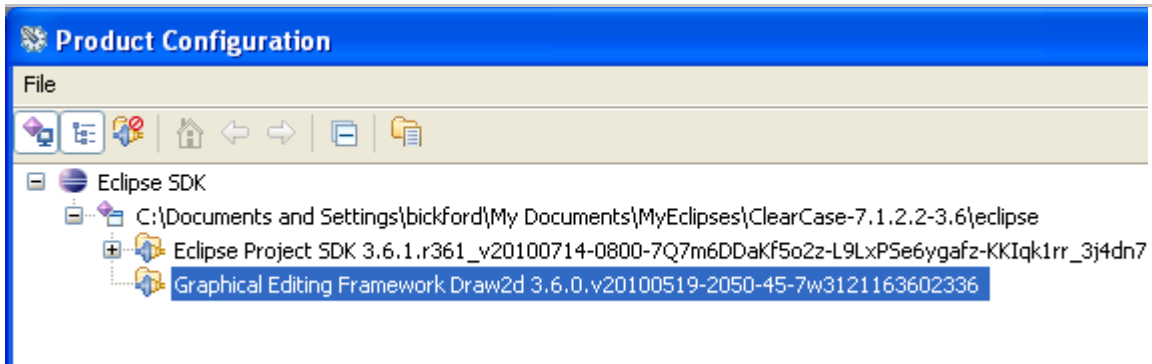 Product Configuration
File
Eclipse SDK
C:\Documents and Settings\bickford\My Documents\MyEclipses\ClearCase-7.1.2.2-3.6\eclipse
Eclipse Project SDK 3.6.1.r361_v20100714-0800-7Q7m6DDaKf5o2z-L9LxPSe6ygafz-KKIqk1rr_3j4dn7
Graphical Editing Framework Draw2d 3.6.0.v20100519-2050-45-7w3121163602336